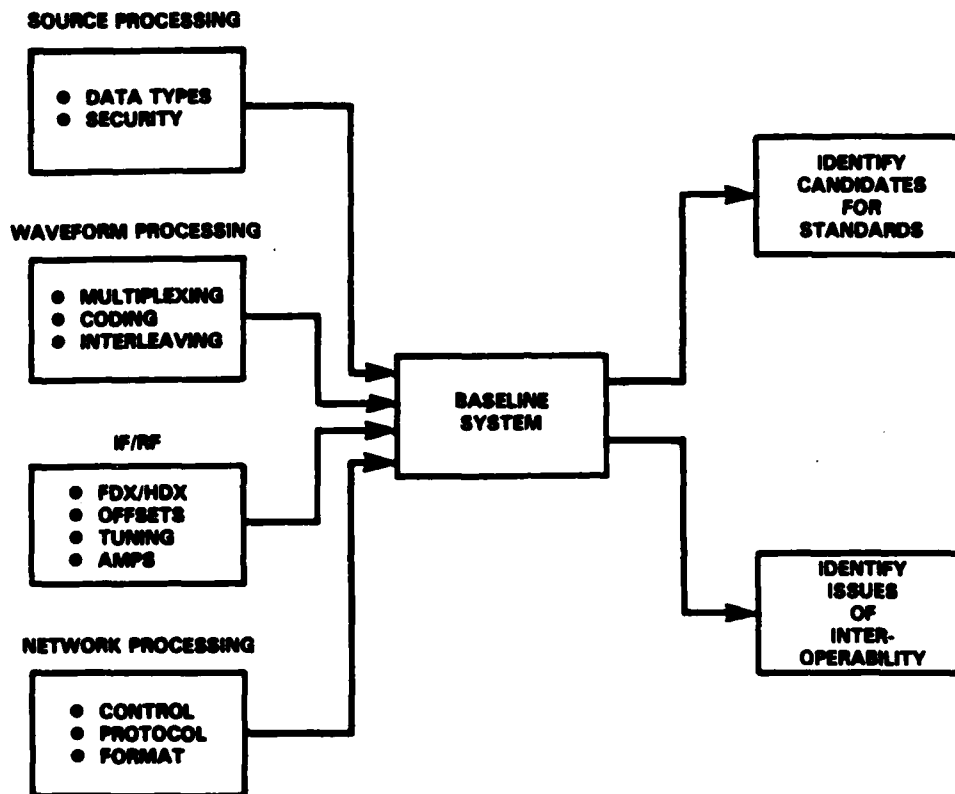 SOURCE PROCESSING
● DATA TYPES
● SECURITY
WAVEFORM PROCESSING
● MULTIPLEXING
● CODING
● INTERLEAVING
IF/RF
● FDX/HDX
● OFFSETS
● TUNING
● AMPS
NETWORK PROCESSING
● CONTROL
● PROTOCOL
● FORMAT
BASELINE
SYSTEM
IDENTIFY
CANDIDATES
FOR
STANDARDS
IDENTIFY
ISSUES
OF
INTER-
OPERABILITY